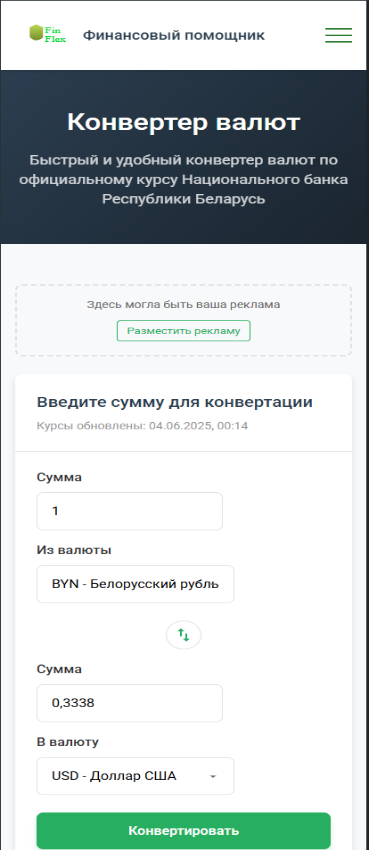 Fin
Flex
Финансовый помощник
Конвертер валют
Быстрый и удобный конвертер валют по
официальному курсу Национального банка
Республики Беларусь
Здесь могла быть ваша реклама
Разместить рекламу
Введите сумму для конвертации
Курсы обновлены: 04.06.2025, 00:14
Сумма
1
Из валюты
BYN - Белорусский рубль
Сумма
0,3338
В валюту
USD - Доллар США
Конвертировать